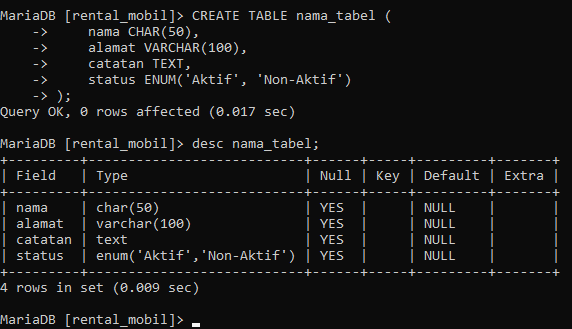 MariaDB [rental_mobil]> CREATE TABLE nama_tabel (
    ->     nama CHAR(50),
    ->     alamat VARCHAR(100),
    ->     catatan TEXT,
    ->     status ENUM('Aktif', 'Non-Aktif')
    -> );
Query OK, 0 rows affected (0.017 sec)

MariaDB [rental_mobil]> desc nama_tabel;
+---------+---------------------------+------+-----+---------+-------+
| Field   | Type                      | Null | Key | Default | Extra |
+---------+---------------------------+------+-----+---------+-------+
| nama    | char(50)                  | YES  |     | NULL    |       |
| alamat  | varchar(100)              | YES  |     | NULL    |       |
| catatan | text                      | YES  |     | NULL    |       |
| status  | enum('Aktif','Non-Aktif') | YES  |     | NULL    |       |
+---------+---------------------------+------+-----+---------+-------+
4 rows in set (0.009 sec)

MariaDB [rental_mobil]> _